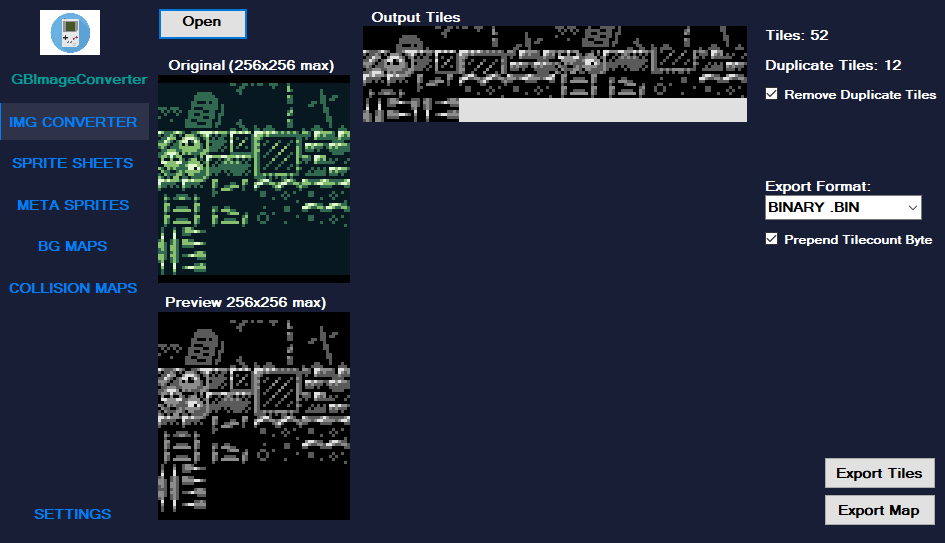 GBImageConverter
IMG CONVERTER
SPRITE SHEETS
META SPRITES
BG MAPS
COLLISION MAPS
SETTINGS
Open
Original (256x256 max)
Preview 256x256 max)
Output Tiles
Tiles: 52
Duplicate Tiles: 12
Remove Duplicate Tiles
Export Format:
BINARY .BIN
Prepend Tilecount Byte
Export Tiles
Export Map